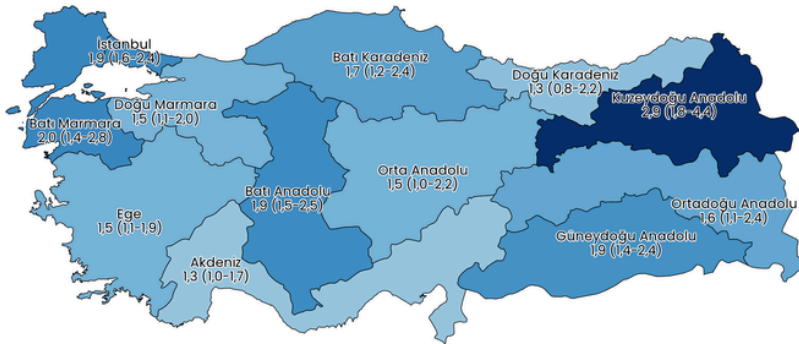 İstanbul
1,9 (1,6-2,4)
Batı Karadeniz
1,7 (1,2-2,4)
Doğu Karadeniz
1,3 (0,8-2,2)
Kuzeydoğu Anadolu
2,9 (1,8-4,4)
Doğu Marmara
1,5 (1,1-2,0)
Batı Marmara
2,0 (1,4-2,8)
Orta Anadolu
1,5 (1,0-2,2)
Batı Anadolu
1,9 (1,5-2,5)
Ortadoğu Anadolu
1,6 (1,1-2,4)
Ege
1,5 (1,1-1,9)
Güneydoğu Anadolu
1,9 (1,4-2,4)
Akdeniz
1,3 (1,0-1,7)